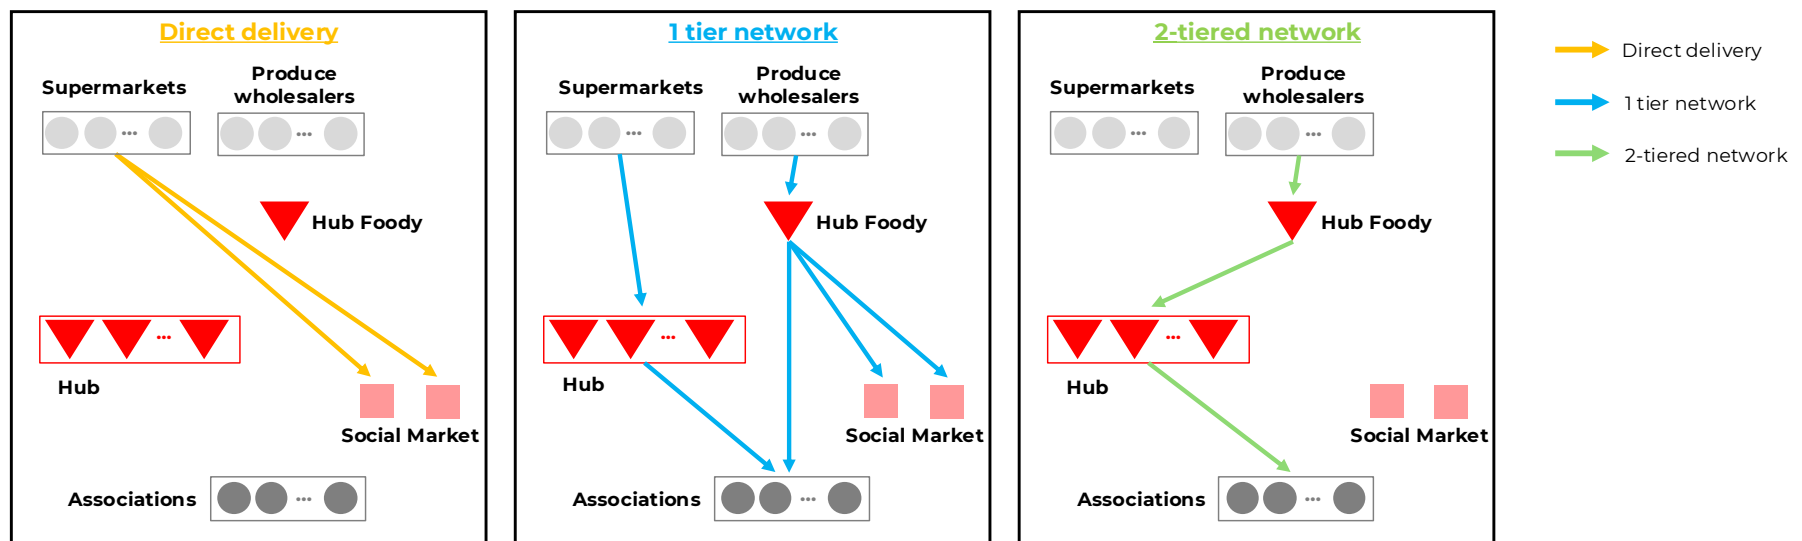 Direct delivery
Supermarkets
Produce
wholesalers
...
...
Hub Foody
...
Hub
Social Market
Associations
...
1 tier network
Supermarkets
Produce
wholesalers
...
...
Hub Foody
...
Hub
Social Market
Associations
...
2-tiered network
Supermarkets
Produce
wholesalers
...
...
Hub Foody
...
Hub
Social Market
Associations
...
Direct delivery
1 tier network
2-tiered network